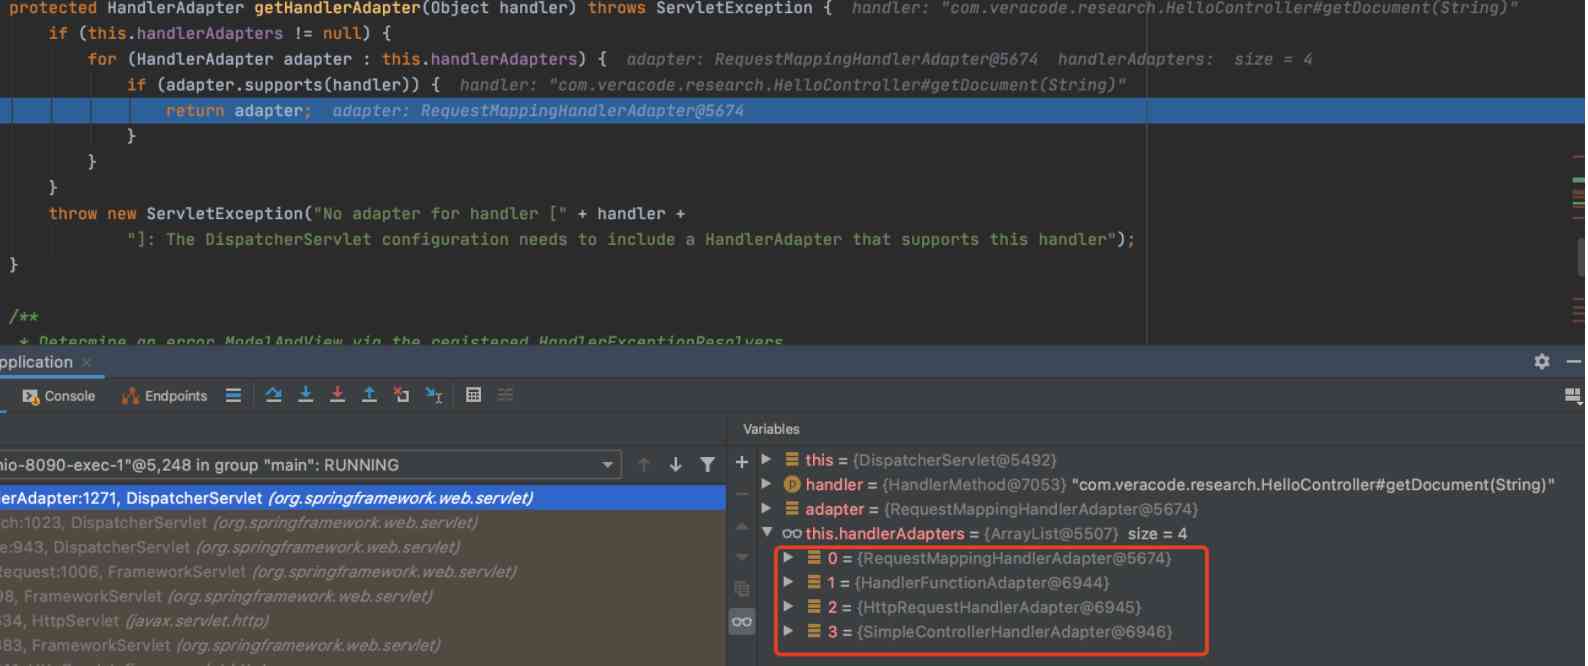 protected HandlerAdapter getHandlerAdapter(Object handler) throws ServletException {  handler: "com.veracode.research.HelloController#getDocument(String)"
if (this.handlerAdapters != null) {
for (HandlerAdapter adapter : this.handlerAdapters) {  adapter: RequestMappingHandlerAdapter@5674  handlerAdapters:  size = 4
if (adapter.supports(handler)) {  handler: "com.veracode.research.HelloController#getDocument(String)"
return adapter;  adapter: RequestMappingHandlerAdapter@5674
}
}
}
throw new ServletException("No adapter for handler [" + handler +
"]: The DispatcherServlet configuration needs to include a HandlerAdapter that supports this handler");
}
/**
* Determine an error ModelAndView via the registered HandlerExceptionResolvers
pplication ×
Console Endpoints
Variables
nio-8090-exec-1"@5,248 in group "main": RUNNING
lerAdapter:1271, DispatcherServlet (org.springframework.web.servlet)
ch:1023, DispatcherServlet (org.springframework.web.servlet)
e:943, DispatcherServlet (org.springframework.web.servlet)
Request:1006, FrameworkServlet (org.springframework.web.servlet)
98, FrameworkServlet (org.springframework.web.servlet)
634, HttpServlet (javax.servlet.http)
883, FrameworkServlet (org.springframework.web.servlet)
this = {DispatcherServlet@5492}
handler = {HandlerMethod@7053} "com.veracode.research.HelloController#getDocument(String)"
adapter = {RequestMappingHandlerAdapter@5674}
this.handlerAdapters = {ArrayList@5507}  size = 4
0 = {RequestMappingHandlerAdapter@5674}
1 = {HandlerFunctionAdapter@6944}
2 = {HttpRequestHandlerAdapter@6945}
3 = {SimpleControllerHandlerAdapter@6946}